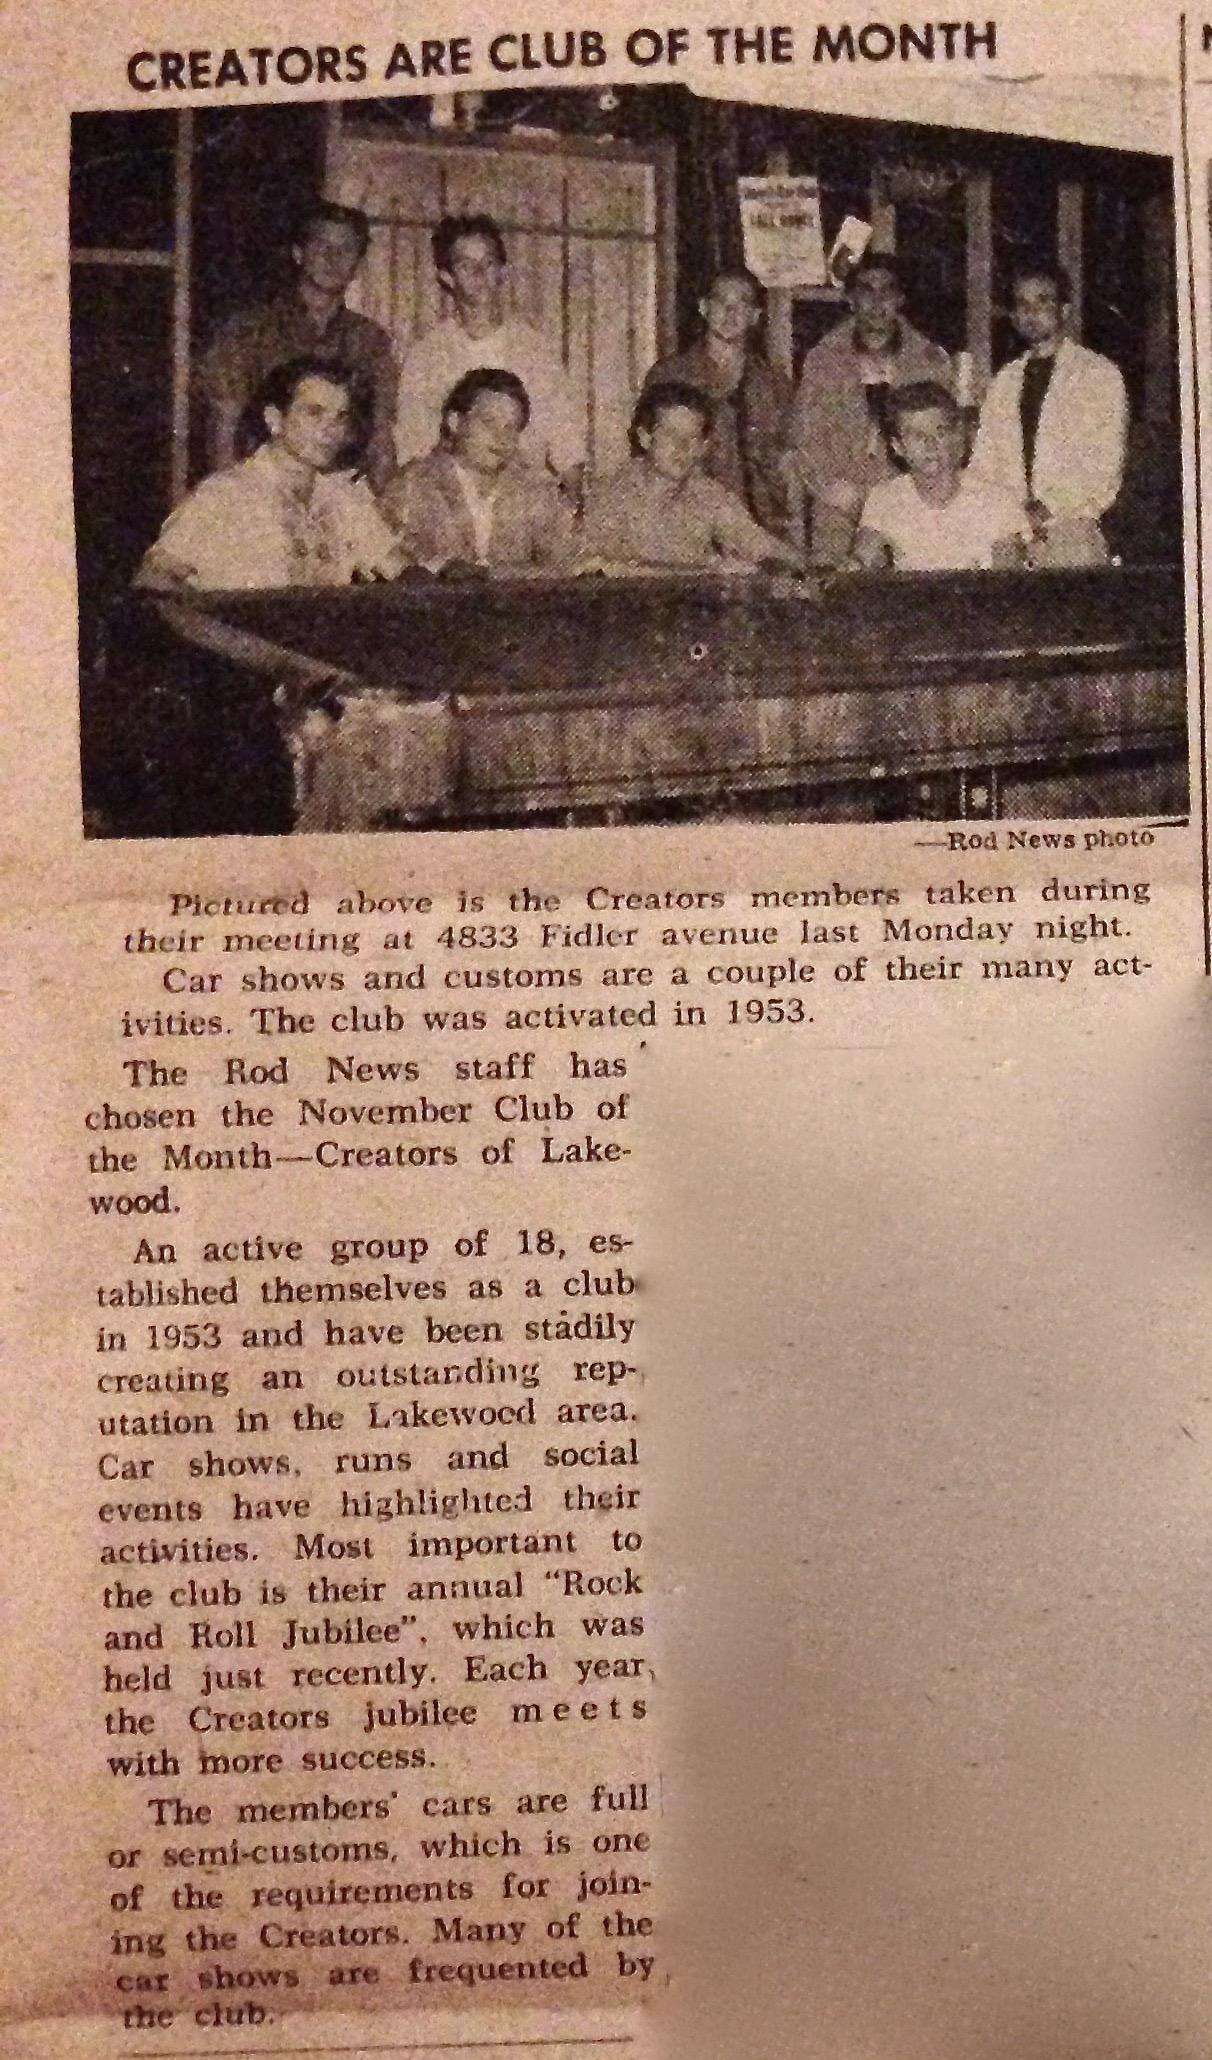 CREATORS ARE CLUB OF THE MONTH
—Rod News photo
Pictured above is the Creators members taken during
their meeting at 4833 Fidler avenue last Monday night.
Car shows and customs are a couple of their many act-
ivities. The club was activated in 1953.
The Rod News staff has
chosen the November Club of
the Month—Creators of Lake-
wood.
An active group of 18, es-
tablished themselves as a club
in 1953 and have been stadily
creating an outstanding rep-
utation in the Lakewood area.
Car shows, runs and social
events have highlighted their
activities. Most important to
the club is their annual “Rock
and Roll Jubilee”, which was
held just recently. Each year
the Creators jubilee meets
with more success.
The members’ cars are full
or semi-customs, which is one
of the requirements for join-
ing the Creators. Many of the
car shows are frequented by
the club.